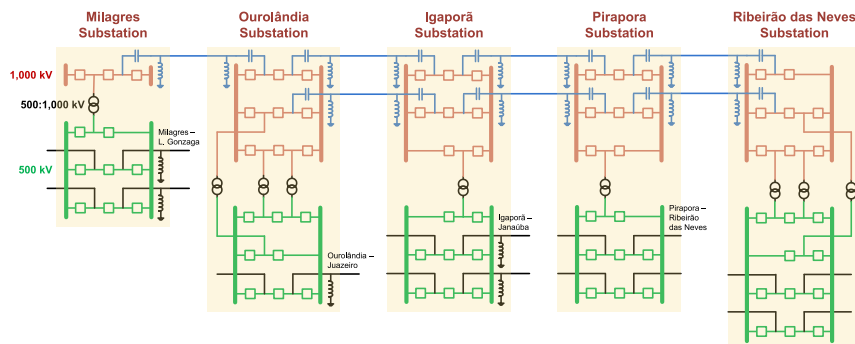 Milagres
Substation
Ourolândia
Substation
Igaporã
Substation
Pirapora
Substation
Ribeirão das Neves
Substation
1,000 kV
500:1,000 kV
500 kV
Milagres –
L, Gonzaga
Ourolândia –
Juazeiro
Igaporã –
Janaúba
Pirapora –
Ribeirão
das Neves